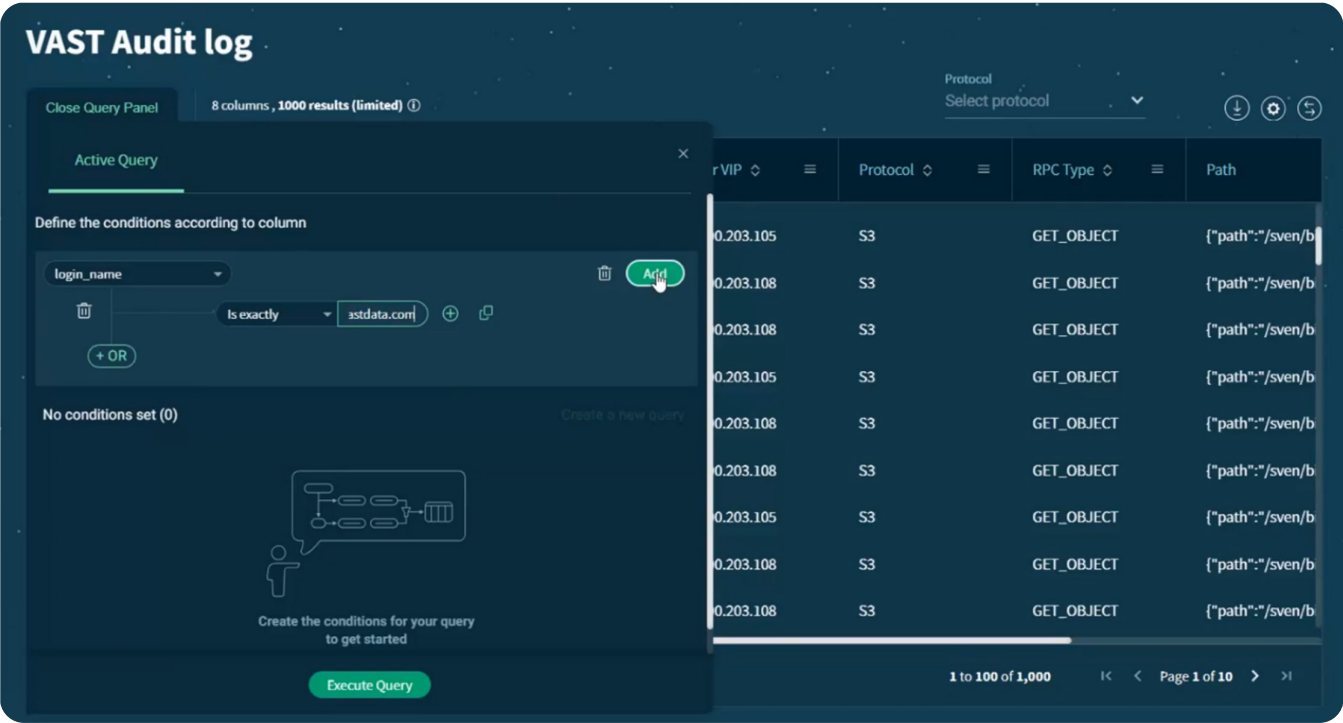 VAST Audit log
Protocol
Close Query Panel
8 columns , 1000 results (limited)
Select protocol
Active Query
r VIP
Protocol
RPC Type
Path
Define the conditions according to column
0.203.105 S3 GET_OBJECT {"path":"/sven/b
login_name
Add
0.203.108 S3 GET_OBJECT {"path":"/sven/b
Is exactly
astdata.com
0.203.108 S3 GET_OBJECT {"path":"/sven/b
+ OR
0.203.105 S3 GET_OBJECT {"path":"/sven/b
No conditions set (0)
Create a new query
0.203.108 S3 GET_OBJECT {"path":"/sven/b
0.203.108 S3 GET_OBJECT {"path":"/sven/b
0.203.105 S3 GET_OBJECT {"path":"/sven/b
0.203.108 S3 GET_OBJECT {"path":"/sven/b
0.203.108 S3 GET_OBJECT {"path":"/sven/b
Create the conditions for your query
to get started
Execute Query
1 to 100 of 1,000
Page 1 of 10